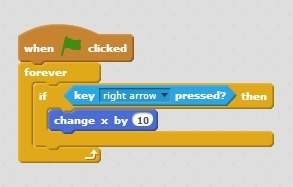 when clicked
forever
if key right arrow pressed? then
change x by 10